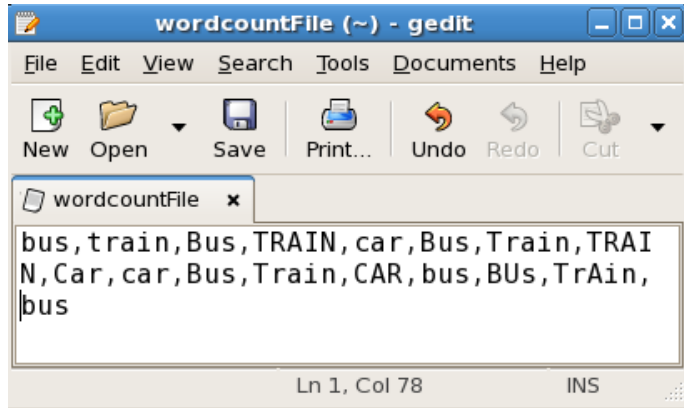 wordcountFile (~) - gedit
File Edit View Search Tools Documents Help
New Open Save Print... Undo Redo Cut
wordcountFile
bus,train,Bus,TRAIN,car,Bus,Train,TRAI
N,Car,car,Bus,Train,CAR,bus,BUs,TrAin,
bus
Ln 1, Col 78 INS